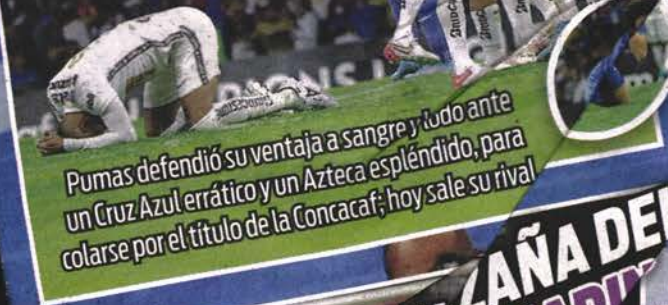 Pumas defendió su ventaja a sangre y lodo ante
un Cruz Azul errático y un Azteca espléndido, para
colarse por el título de la Concacaf; hoy sale su rival